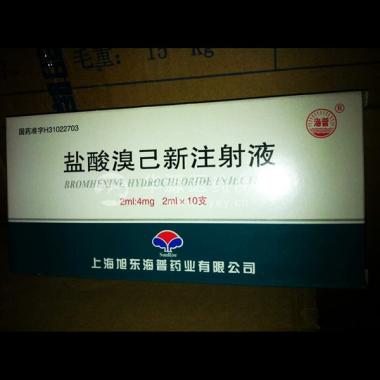 毛重: 15 kg
国药准字H31022703
海普
®
盐酸溴己新注射液
BROMHEXINE HYDROCHLORIDE INJECT
2ml:4mg 2ml×10支
SunRise
上海旭东海普药业有限公司